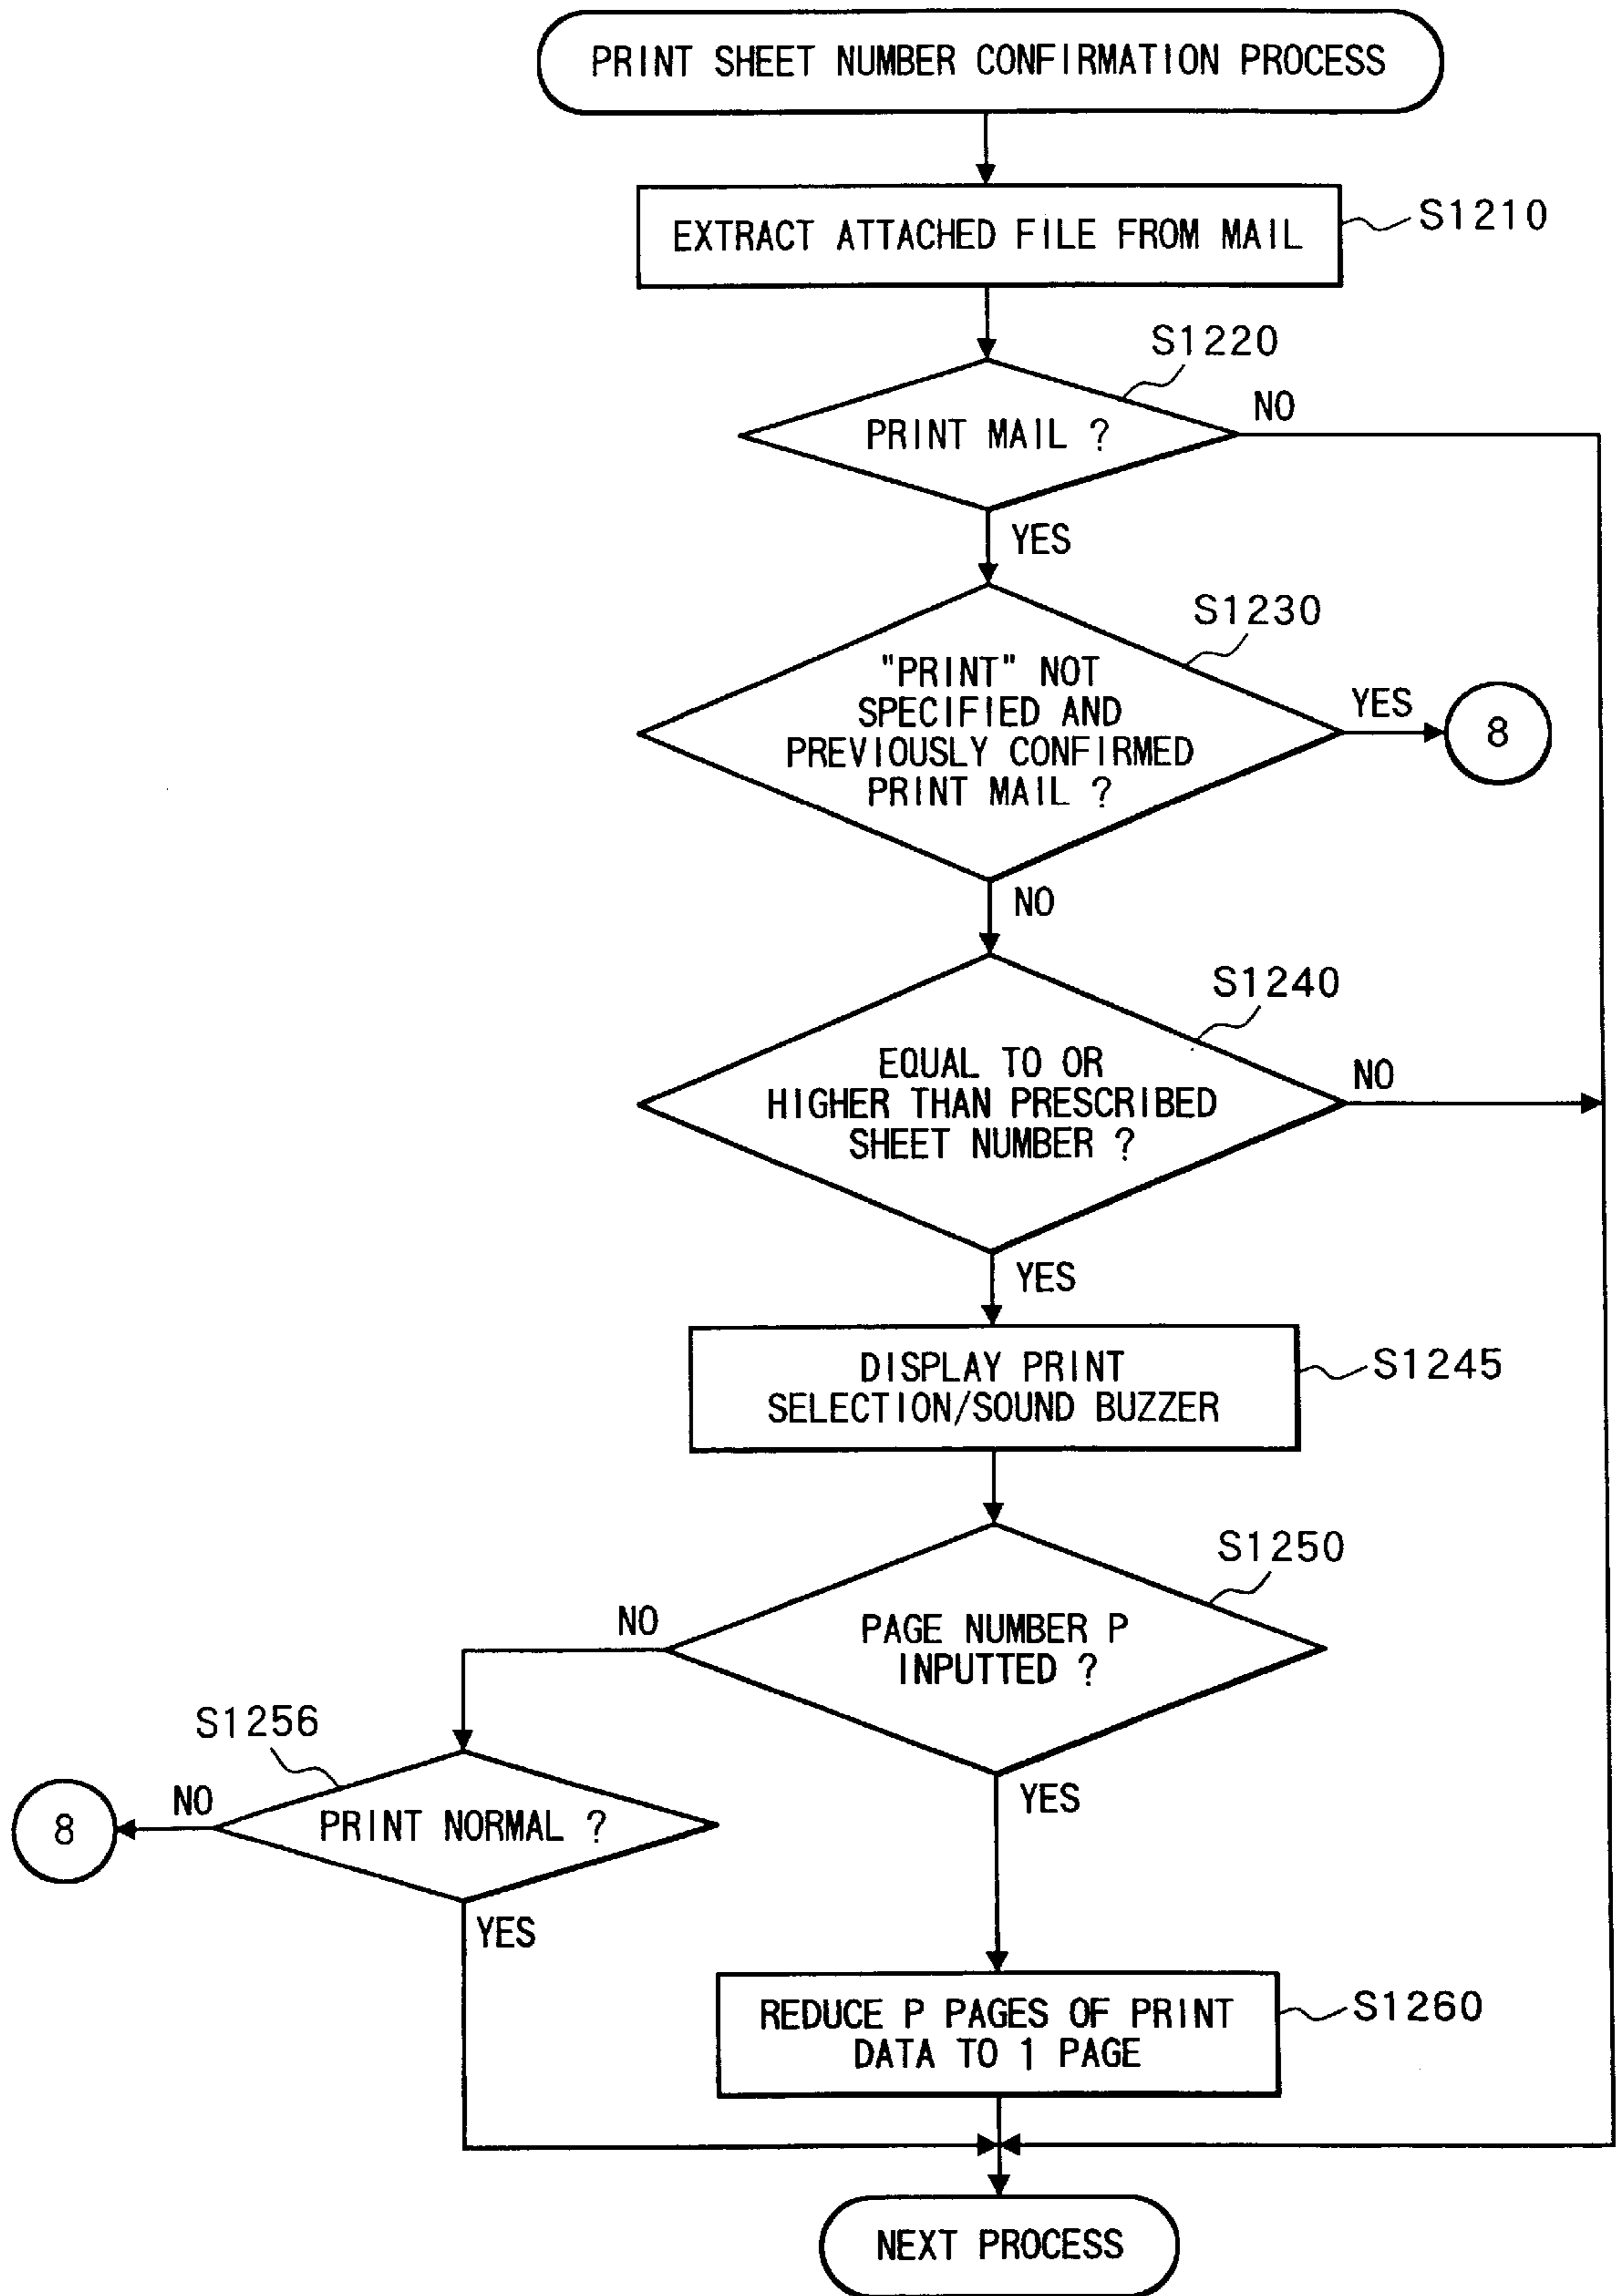 PRINT SHEET NUMBER CONFIRMATION PROCESS
EXTRACT ATTACHED FILE FROM MAIL
S1210
S1220
PRINT MAIL ?
NO
YES
S1230
"PRINT" NOT
SPECIFIED AND
PREVIOUSLY CONFIRMED
PRINT MAIL ?
YES
8
NO
S1240
EQUAL TO OR
HIGHER THAN PRESCRIBED
SHEET NUMBER ?
NO
YES
DISPLAY PRINT
SELECTION/SOUND BUZZER
S1245
S1250
PAGE NUMBER P
INPUTTED ?
NO
YES
S1256
PRINT NORMAL ?
NO
8
YES
REDUCE P PAGES OF PRINT
DATA TO 1 PAGE
S1260
NEXT PROCESS